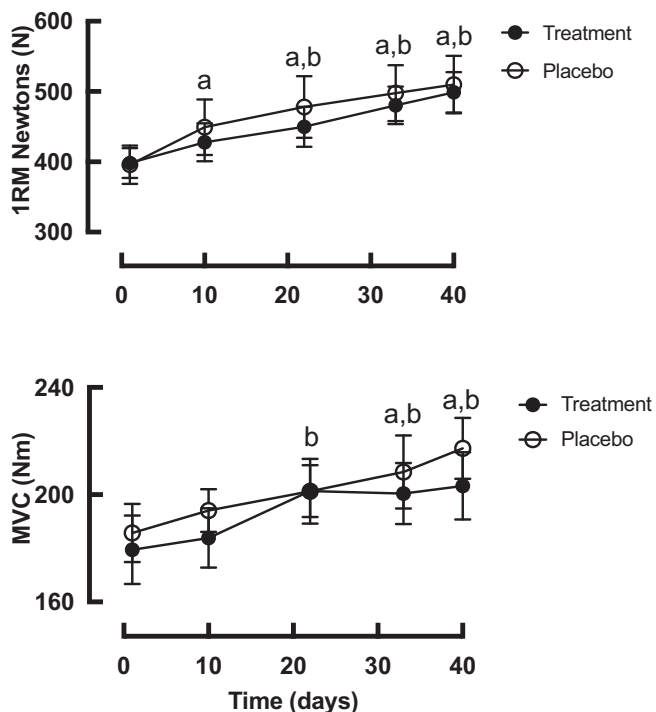 1RM Newtons (N)
600
500
400
300
a
a,b
a,b
a,b
Treatment
Placebo
0 10 20 30 40
MVC (Nm)
240
200
160
b
a,b
a,b
Treatment
Placebo
0 10 20 30 40
Time (days)